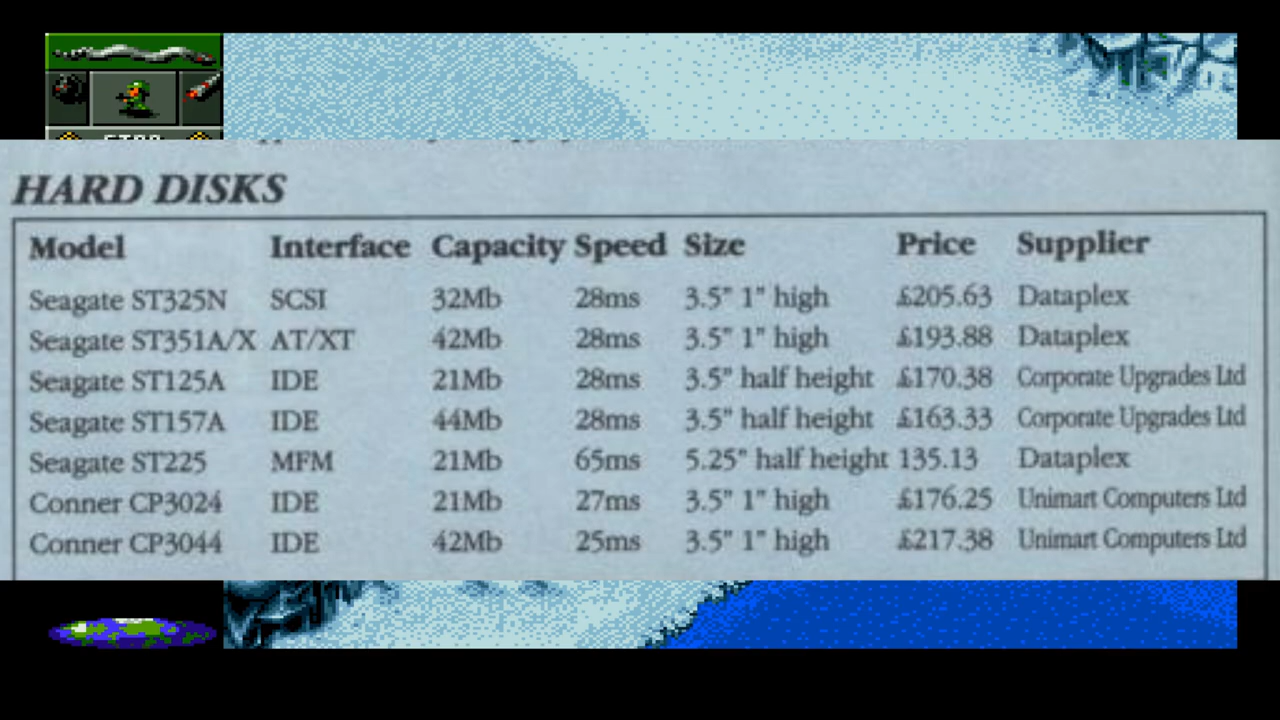 HARD DISKS
Model Interface Capacity Speed Size Price Supplier
Seagate ST325N SCSI 32Mb 28ms 3.5" 1" high £205.63 Dataplex
Seagate ST351A/X AT/XT 42Mb 28ms 3.5" 1" high £193.88 Dataplex
Seagate ST125A IDE 21Mb 28ms 3.5" half height £170.38 Corporate Upgrades Ltd
Seagate ST157A IDE 44Mb 28ms 3.5" half height £163.33 Corporate Upgrades Ltd
Seagate ST225 MFM 21Mb 65ms 5.25" half height 135.13 Dataplex
Conner CP3024 IDE 21Mb 27ms 3.5" 1" high £176.25 Unimart Computers Ltd
Conner CP3044 IDE 42Mb 25ms 3.5" 1" high £217.38 Unimart Computers Ltd